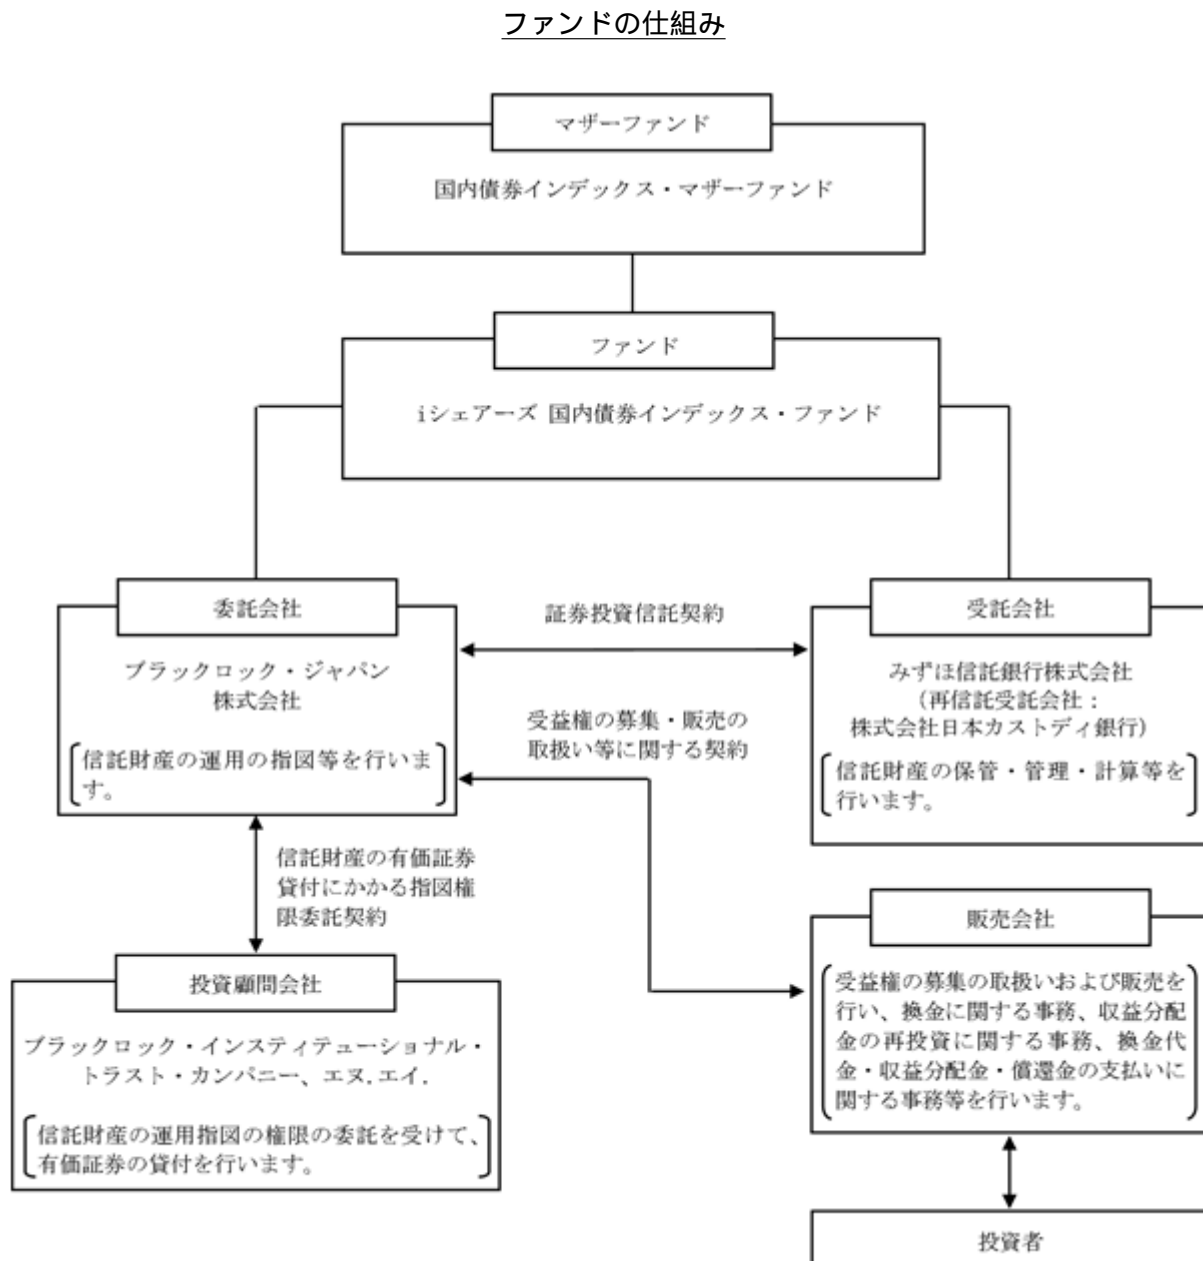 ファンドの仕組み
マザーファンド
国内債券インデックス・マザーファンド
ファンド
iシェアーズ 国内債券インデックス・ファンド
委託会社
ブラックロック・ジャパン
株式会社
信託財産の運用の指図等を行いま
す。
証券投資信託契約
受益権の募集・販売の
取扱い等に関する契約
受託会社
みずほ信託銀行株式会社
(再信託受託会社:
株式会社日本カストディ銀行)
信託財産の保管・管理・計算等を
行います。
信託財産の有価証券
貸付にかかる指図権
限委託契約
投資顧問会社
ブラックロック・インスティテューショナル・
トラスト・カンパニー、エヌ.エイ.
信託財産の運用指図の権限の委託を受けて、
有価証券の貸付を行います。
販売会社
受益権の募集の取扱いおよび販売を
行い、換金に関する事務、収益分配
金の再投資に関する事務、換金代
金・収益分配金・償還金の支払いに
関する事務等を行います。
投資者